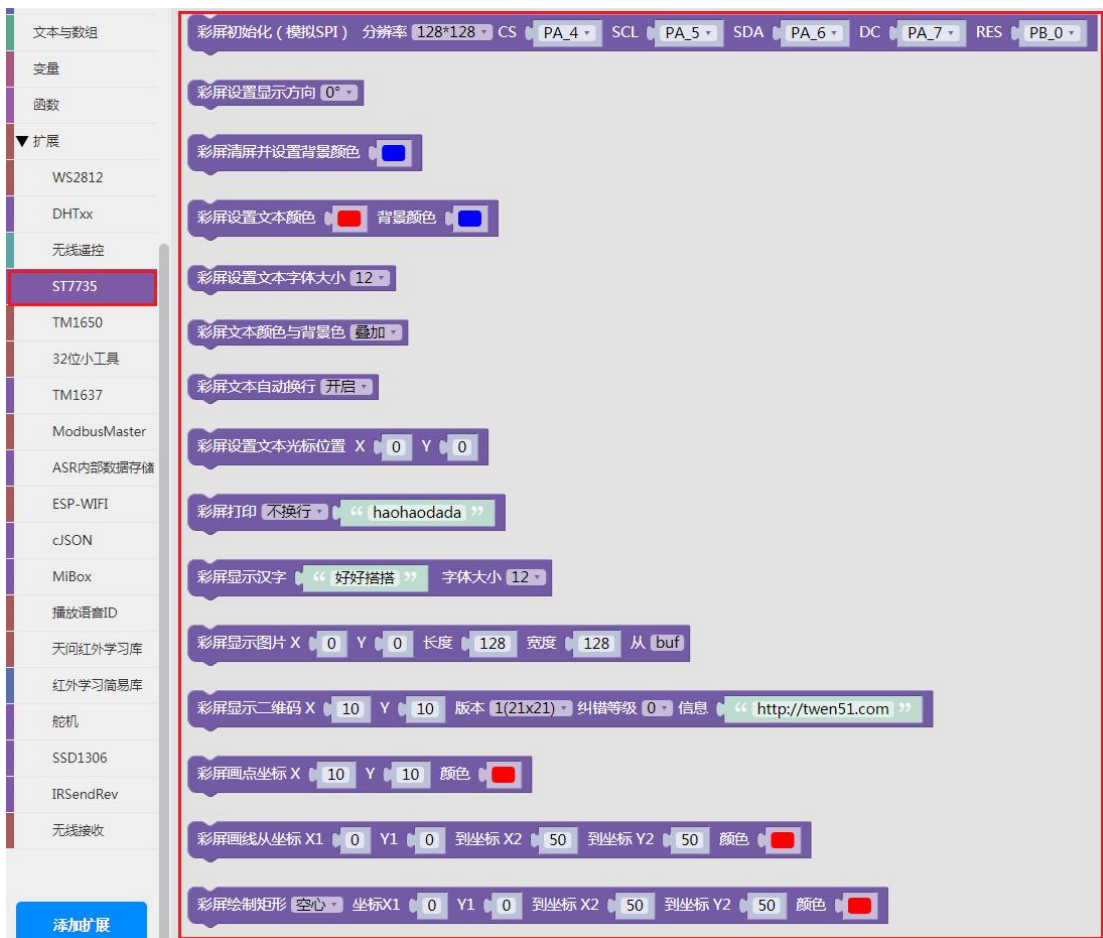 文本与数组
变量
函数
扩展
WS2812
DHTxx
无线遥控
ST7735
TM1650
32位小工具
TM1637
ModbusMaster
ASR内部数据存储
ESP-WIFI
cJSON
MiBox
播放语音ID
天问红外学习库
红外学习简易库
舵机
SSD1306
IRSendRev
无线接收
添加扩展
彩屏初始化(模拟SPI) 分辨率 128*128 CS PA_4 SCL PA_5 SDA PA_6 DC PA_7 RES PB_0
彩屏设置显示方向 0°
彩屏清屏并设置背景颜色
彩屏设置文本颜色 背景颜色
彩屏设置文本字体大小 12
彩屏文本颜色与背景色 叠加
彩屏文本自动换行 开启
彩屏设置文本光标位置 X 0 Y 0
彩屏打印 不换行 “ haohaodada ”
彩屏显示汉字 “ 好好搭搭 ” 字体大小 12
彩屏显示图片 X 0 Y 0 长度 128 宽度 128 从 buf
彩屏显示二维码 X 10 Y 10 版本 1(21x21) 纠错等级 0 信息 “ http://twen51.com ”
彩屏画点坐标 X 10 Y 10 颜色
彩屏画线从坐标 X1 0 Y1 0 到坐标 X2 50 到坐标 Y2 50 颜色
彩屏绘制矩形 空心 坐标X1 0 Y1 0 到坐标 X2 50 到坐标 Y2 50 颜色